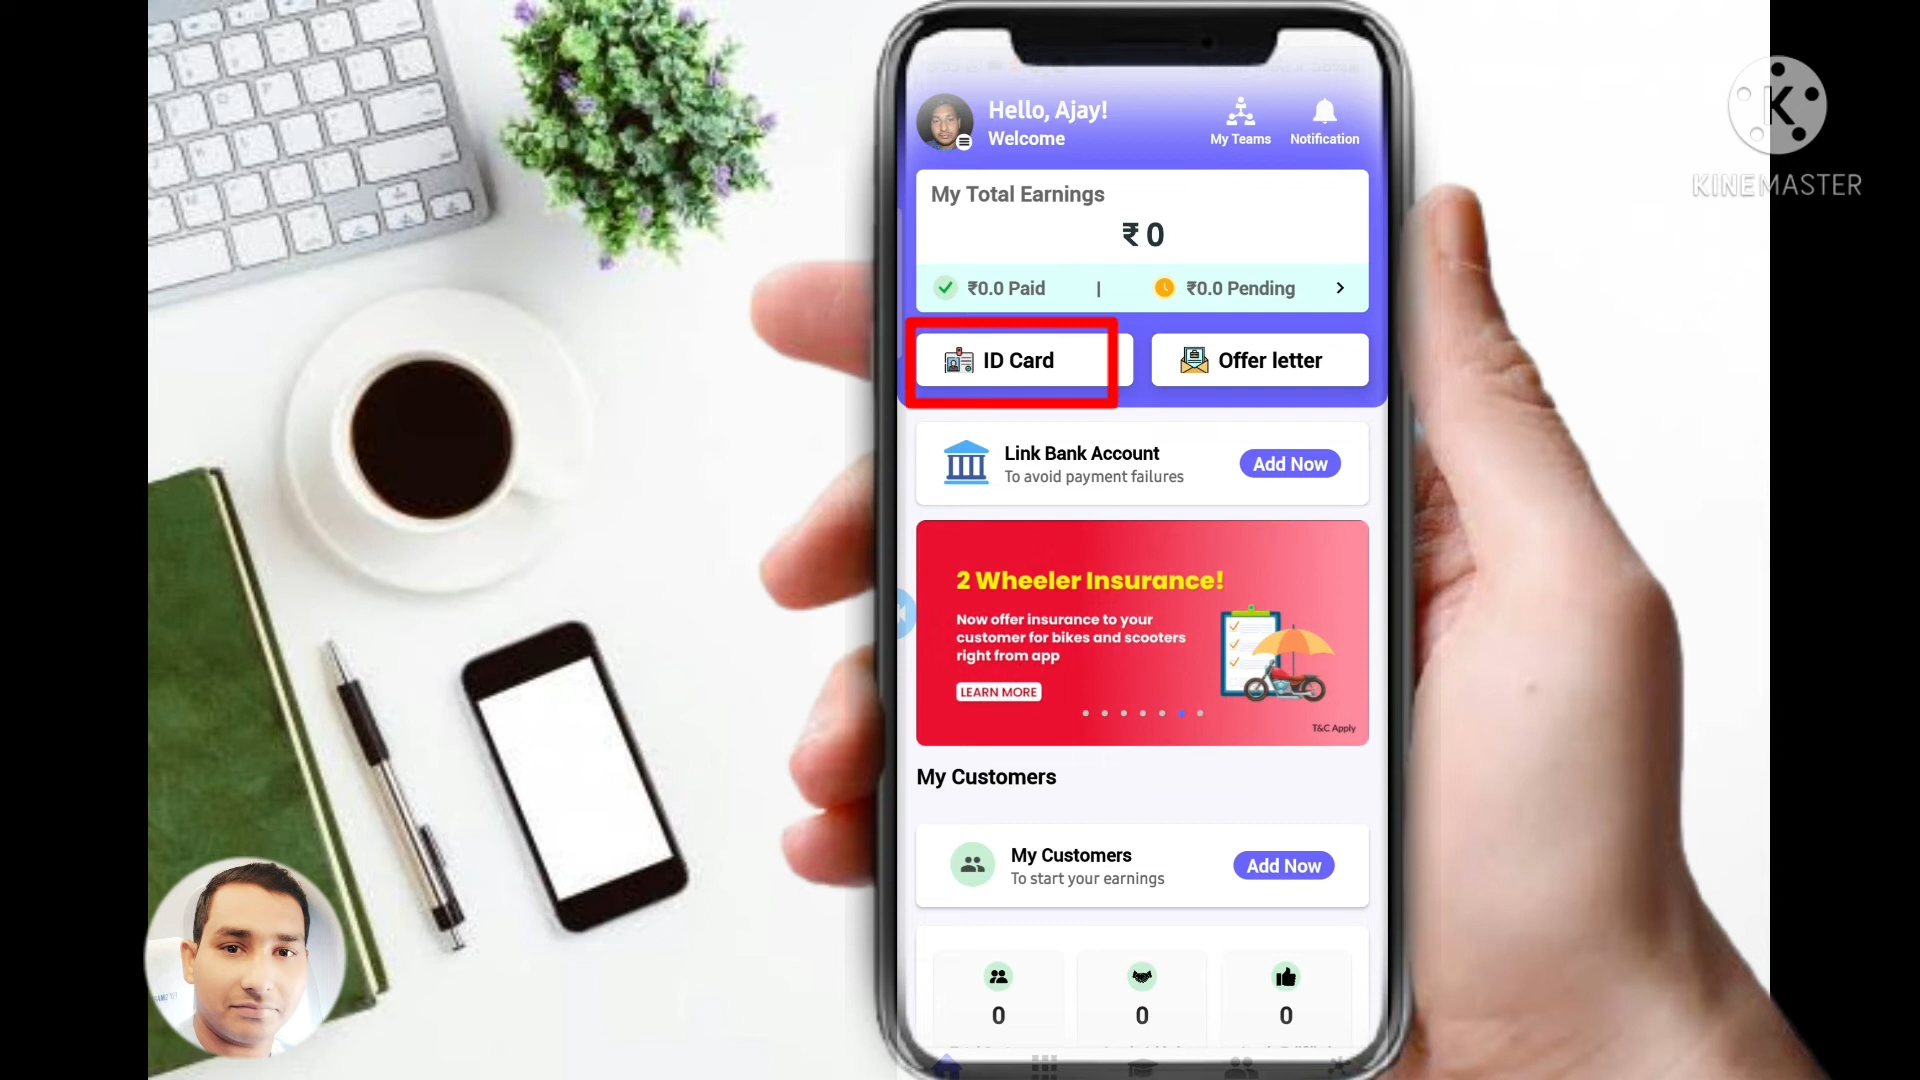 Hello, Ajay!
Welcome
My Teams
Notification
My Total Earnings
₹ 0
₹0.0 Paid
|
₹0.0 Pending
ID Card
Offer letter
Link Bank Account
To avoid payment failures
Add Now
2 Wheeler Insurance!
Now offer insurance to your
customer for bikes and scooters
right from app
LEARN MORE
T&C Apply
My Customers
My Customers
To start your earnings
Add Now
0
0
0
K
KINEMASTER